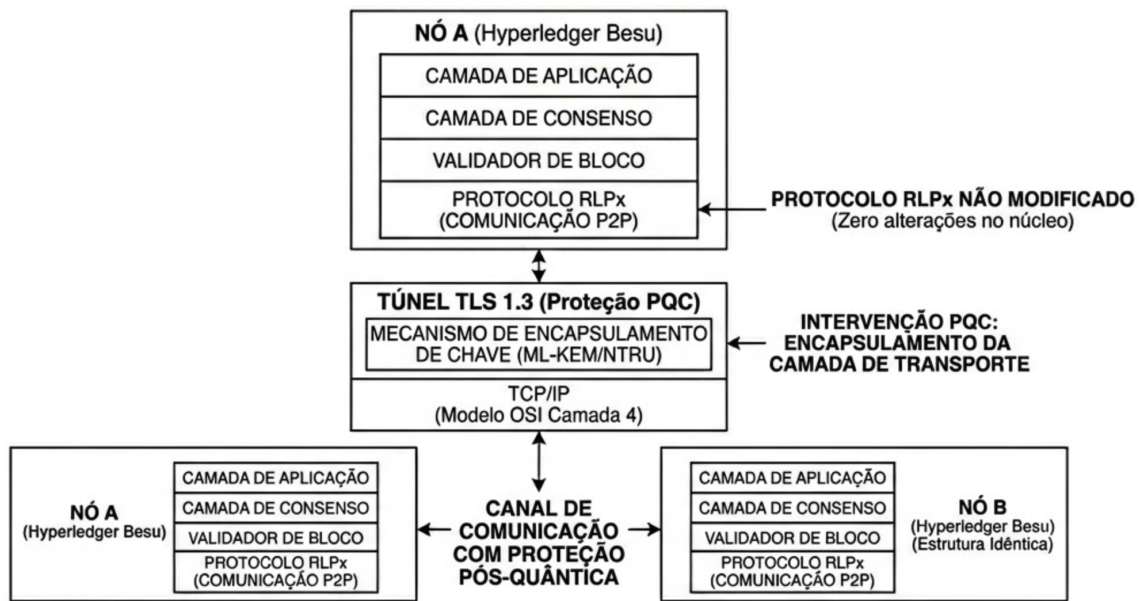 NÓ A (Hyperledger Besu)
CAMADA DE APLICAÇÃO
CAMADA DE CONSENSO
VALIDADOR DE BLOCO
PROTOCOLO RLPx
(COMUNICAÇÃO P2P)
PROTOCOLO RLPx NÃO MODIFICADO
(Zero alterações no núcleo)
TÚNEL TLS 1.3 (Proteção PQC)
MECANISMO DE ENCAPSULAMENTO
DE CHAVE (ML-KEM/NTRU)
INTERVENÇÃO PQC:
ENCAPSULAMENTO DA
CAMADA DE TRANSPORTE
TCP/IP
(Modelo OSI Camada 4)
NÓ A
(Hyperledger Besu)
CAMADA DE APLICAÇÃO
CAMADA DE CONSENSO
VALIDADOR DE BLOCO
PROTOCOLO RLPx
(COMUNICAÇÃO P2P)
CANAL DE
COMUNICAÇÃO
COM PROTEÇÃO
PÓS-QUÂNTICA
CAMADA DE APLICAÇÃO
CAMADA DE CONSENSO
VALIDADOR DE BLOCO
PROTOCOLO RLPx
(COMUNICAÇÃO P2P)
NÓ B
(Hyperledger Besu)
(Estrutura Idêntica)